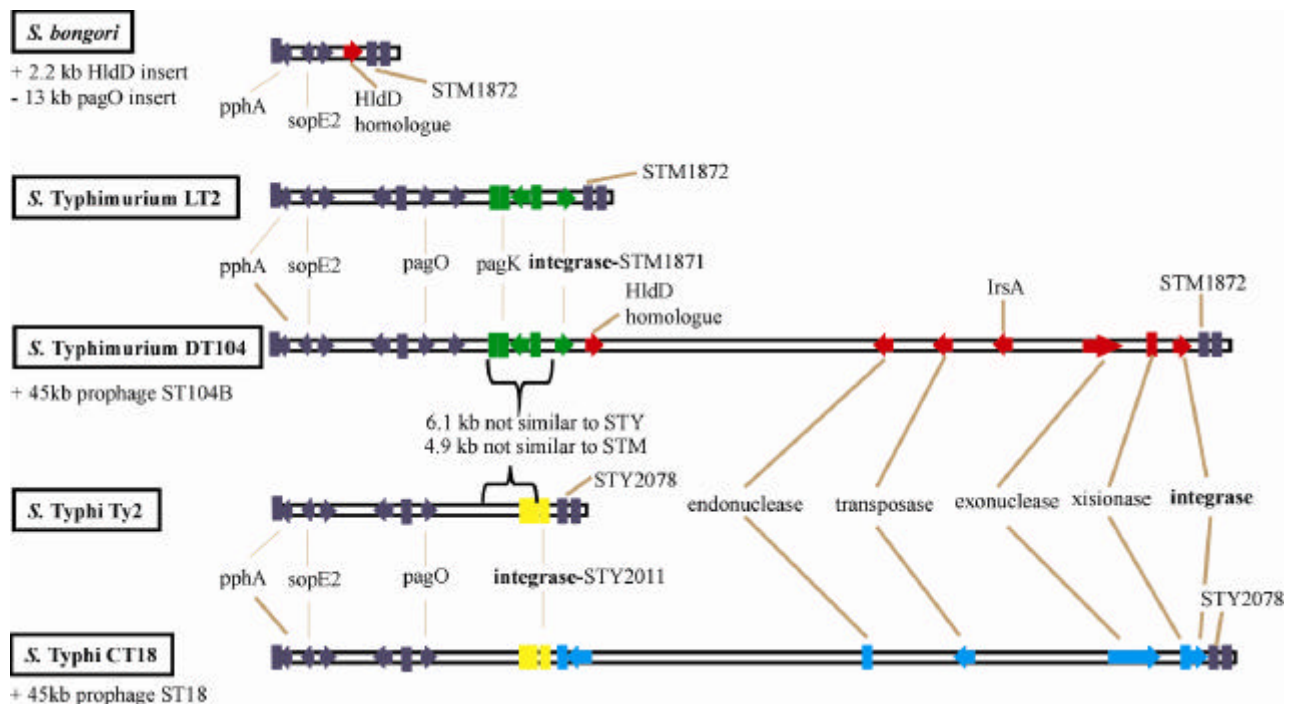 S. bongori
+ 2.2 kb HldD insert
- 13 kb pagO insert
pphA
sopE2
HldD
homologue
STM1872
S. Typhimurium LT2
STM1872
pphA
sopE2
pagO
pagK
integrase-STM1871
HldD
homologue
IrsA
STM1872
S. Typhimurium DT104
+ 45kb prophage ST104B
6.1 kb not similar to STY
4.9 kb not similar to STM
S. Typhi Ty2
STY2078
endonuclease
transposase
exonuclease
xisionase
integrase
pphA
sopE2
pagO
integrase-STY2011
STY2078
S. Typhi CT18
+ 45kb prophage ST18